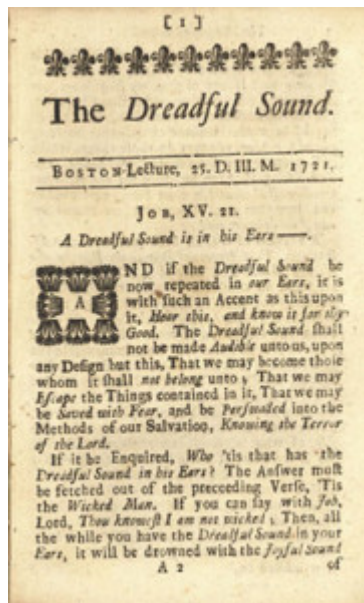 [ 1 ]
The Dreadful Sound.
BOSTON-Lecture, 25. D. III. M. 1721.
JOB, XV. 21.
A Dreadful Sound is in his Ears——.
AND if the Dreadful Sound be
now repeated in our Ears, it is
with such an Accent as this upon
it, Hear this, and know it for thy
Good. The Dreadful Sound shall
not be made Audible unto us, upon
any Design but this, That we may become those
whom it shall not belong unto; That we may
Escape the Things contained in it, That we may
be Saved with Fear, and be Persuaded into the
Methods of our Salvation, Knowing the Terror
of the Lord.
If it be Enquired, Who 'tis that has the
Dreadful Sound in his Ears? The Answer must
be fetched out of the preceeding Verse, 'Tis
the Wicked Man. If you can say with Job,
Lord, Thou knowest I am not wicked; Then, all
the while you have the Dreadful Sound in your
Ears, it will be drowned with the Joyful Sound
A 2 of